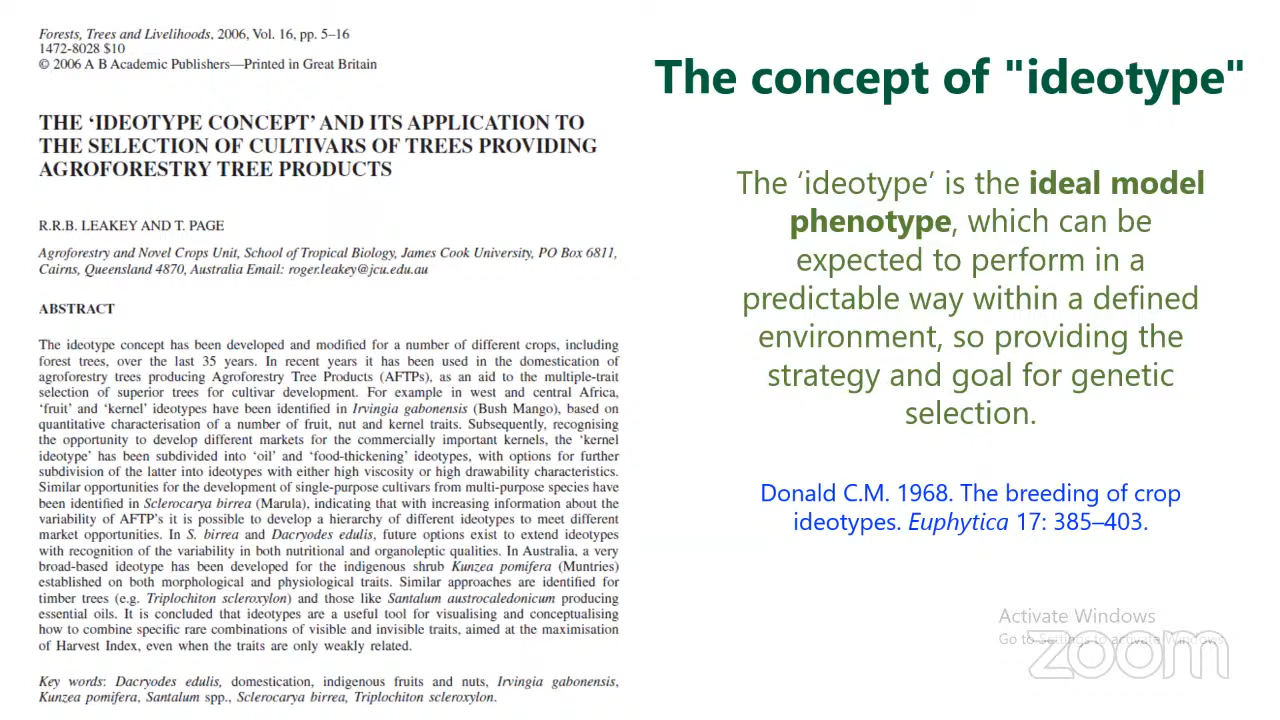 Forests, Trees and Livelihoods, 2006, Vol. 16, pp. 5–16
1472-8028 $10
© 2006 A B Academic Publishers—Printed in Great Britain
THE ‘IDEOTYPE CONCEPT’ AND ITS APPLICATION TO
THE SELECTION OF CULTIVARS OF TREES PROVIDING
AGROFORESTRY TREE PRODUCTS
R.R.B. LEAKEY AND T. PAGE
Agroforestry and Novel Crops Unit, School of Tropical Biology, James Cook University, PO Box 6811,
Cairns, Queensland 4870, Australia Email: roger.leakey@jcu.edu.au
ABSTRACT
The ideotype concept has been developed and modified for a number of different crops, including
forest trees, over the last 35 years. In recent years it has been used in the domestication of
agroforestry trees producing Agroforestry Tree Products (AFTPs), as an aid to the multiple-trait
selection of superior trees for cultivar development. For example in west and central Africa,
‘fruit’ and ‘kernel’ ideotypes have been identified in Irvingia gabonensis (Bush Mango), based on
quantitative characterisation of a number of fruit, nut and kernel traits. Subsequently, recognising
the opportunity to develop different markets for the commercially important kernels, the ‘kernel
ideotype’ has been subdivided into ‘oil’ and ‘food-thickening’ ideotypes, with options for further
subdivision of the latter into ideotypes with either high viscosity or high drawability characteristics.
Similar opportunities for the development of single-purpose cultivars from multi-purpose species have
been identified in Sclerocarya birrea (Marula), indicating that with increasing information about the
variability of AFTP’s it is possible to develop a hierarchy of different ideotypes to meet different
market opportunities. In S. birrea and Dacryodes edulis, future options exist to extend ideotypes
with recognition of the variability in both nutritional and organoleptic qualities. In Australia, a very
broad-based ideotype has been developed for the indigenous shrub Kunzea pomifera (Muntries)
established on both morphological and physiological traits. Similar approaches are identified for
timber trees (e.g. Triplochiton scleroxylon) and those like Santalum austrocaledonicum producing
essential oils. It is concluded that ideotypes are a useful tool for visualising and conceptualising
how to combine specific rare combinations of visible and invisible traits, aimed at the maximisation
of Harvest Index, even when the traits are only weakly related.
Key words: Dacryodes edulis, domestication, indigenous fruits and nuts, Irvingia gabonensis,
Kunzea pomifera, Santalum spp., Sclerocarya birrea, Triplochiton scleroxylon.
The concept of "ideotype"
The ‘ideotype’ is the ideal model
phenotype, which can be
expected to perform in a
predictable way within a defined
environment, so providing the
strategy and goal for genetic
selection.
Donald C.M. 1968. The breeding of crop
ideotypes. Euphytica 17: 385–403.
Activate Windows
Go to Settings to activate Windows.
zoom